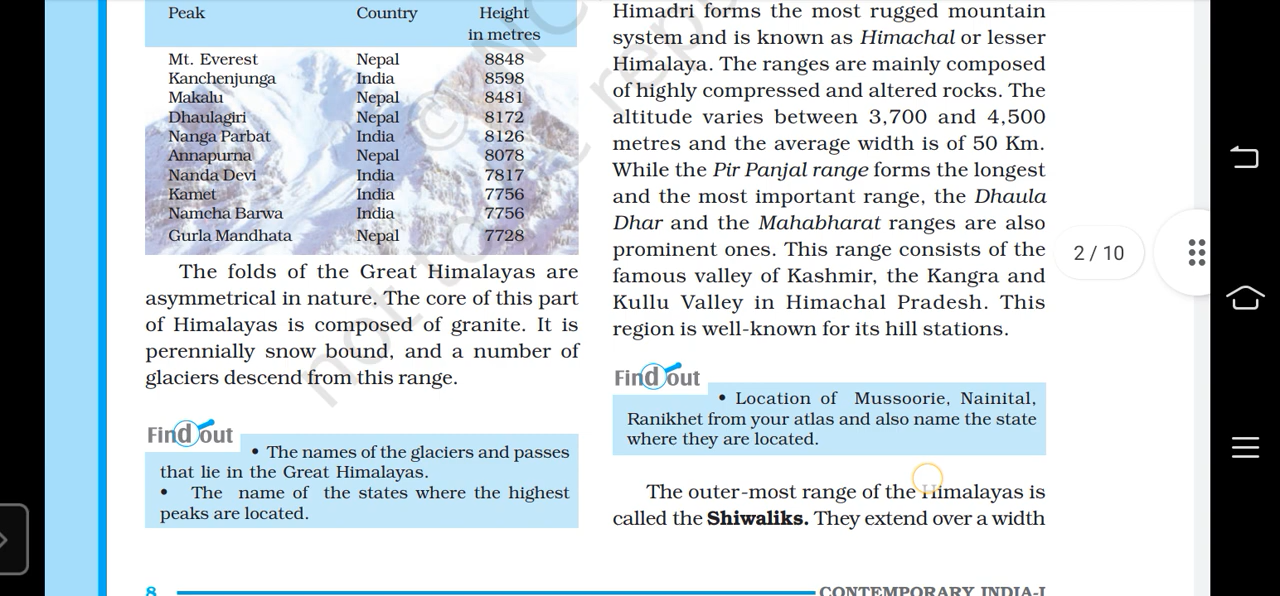 Peak Country Height
in metres
Mt. Everest Nepal 8848
Kanchenjunga India 8598
Makalu Nepal 8481
Dhaulagiri Nepal 8172
Nanga Parbat India 8126
Annapurna Nepal 8078
Nanda Devi India 7817
Kamet India 7756
Namcha Barwa India 7756
Gurla Mandhata Nepal 7728
The folds of the Great Himalayas are
asymmetrical in nature. The core of this part
of Himalayas is composed of granite. It is
perennially snow bound, and a number of
glaciers descend from this range.
Find out
• The names of the glaciers and passes
that lie in the Great Himalayas.
• The name of the states where the highest
peaks are located.
8
Himadri forms the most rugged mountain
system and is known as Himachal or lesser
Himalaya. The ranges are mainly composed
of highly compressed and altered rocks. The
altitude varies between 3,700 and 4,500
metres and the average width is of 50 Km.
While the Pir Panjal range forms the longest
and the most important range, the Dhaula
Dhar and the Mahabharat ranges are also
prominent ones. This range consists of the
famous valley of Kashmir, the Kangra and
Kullu Valley in Himachal Pradesh. This
region is well-known for its hill stations.
Find out
• Location of Mussoorie, Nainital,
Ranikhet from your atlas and also name the state
where they are located.
The outer-most range of the Himalayas is
called the Shiwaliks. They extend over a width
CONTEMPORARY INDIA-I
2 / 10